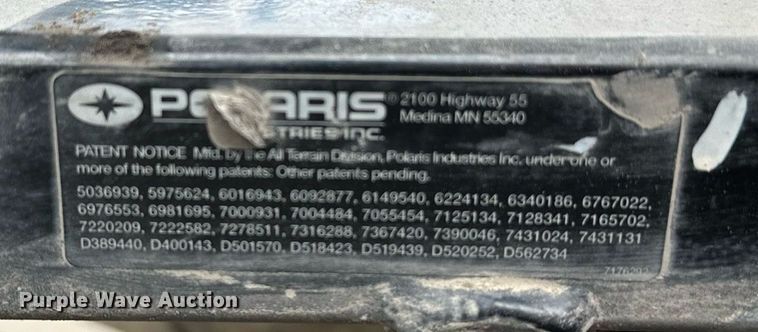 POLARIS® 2100 Highway 55
INDUSTRIES INC. Medina MN 55340
PATENT NOTICE Mfd. by the All Terrain Division, Polaris Industries Inc. under one or
more of the following patents: Other patents pending.
5036939, 5975624, 6016943, 6092877, 6149540, 6224134, 6340186, 6767022,
6976553, 6981695, 7000931, 7004484, 7055454, 7125134, 7128341, 7165702,
7220209, 7222582, 7278511, 7316288, 7367420, 7390046, 7431024, 7431131
D389440, D400143, D501570, D518423, D519439, D520252, D562734
Purple Wave Auction